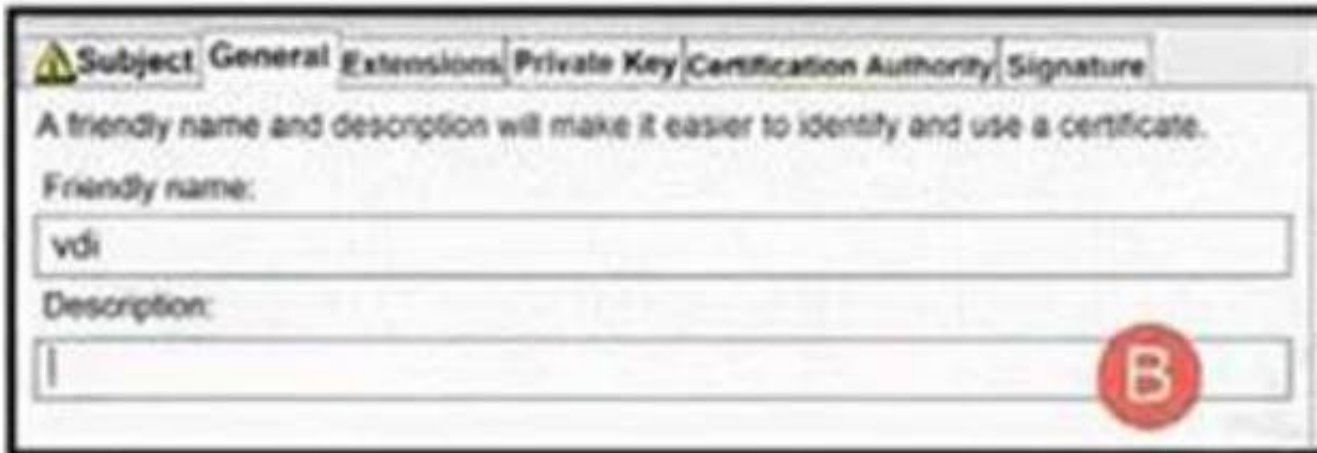 Subject General Extensions Private Key Certification Authority Signature
A friendly name and description will make it easier to identify and use a certificate.
Friendly name:
vdi
Description:
B